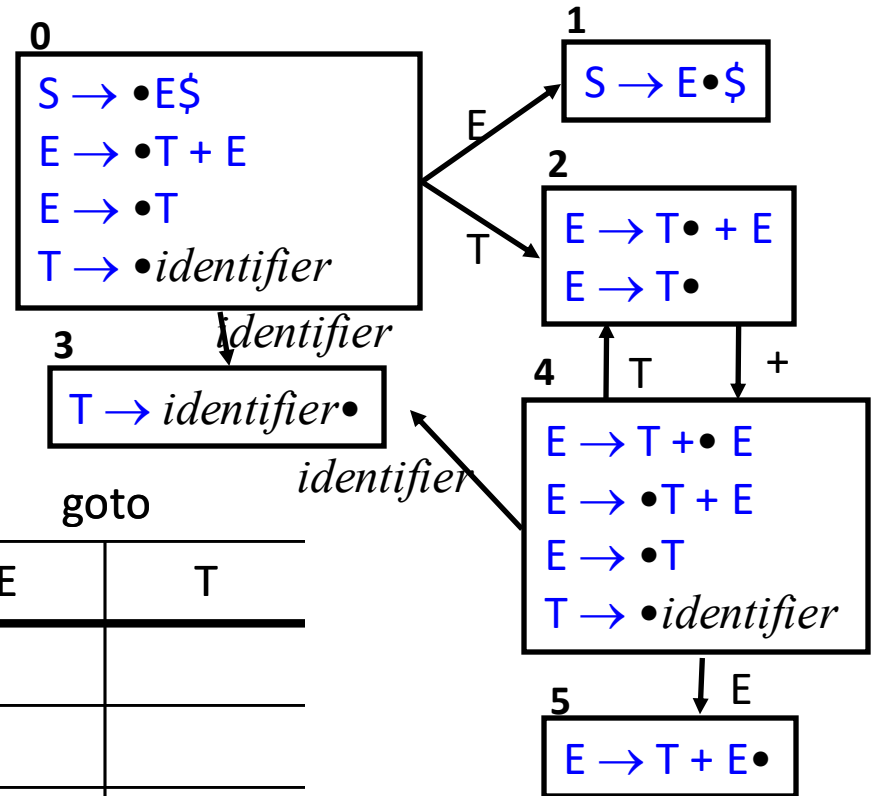 0
S → •E$
E → •T + E
E → •T
T → •identifier
E
T
identifier
1
S → E•$
2
E → T• + E
E → T•
3
T → identifier•
identifier
T
+
4
E → T +• E
E → •T + E
E → •T
T → •identifier
E
5
E → T + E•
goto
E T